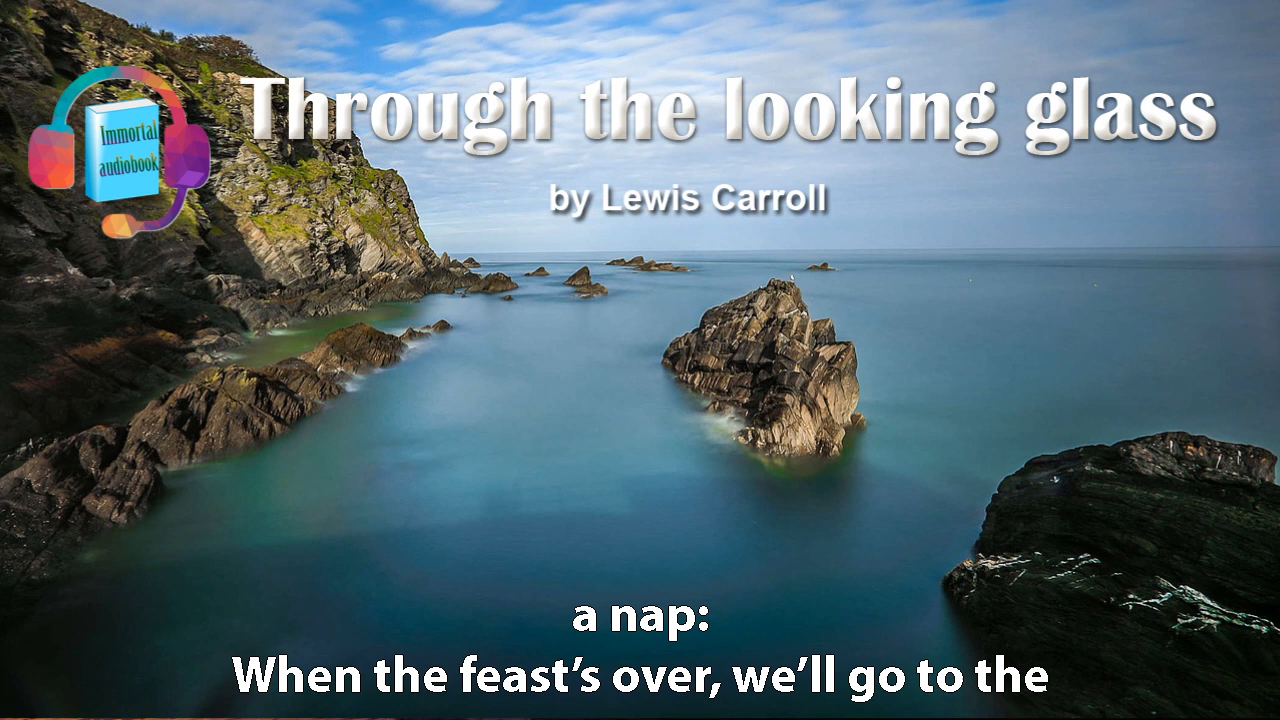 Through the looking glass
by Lewis Carroll
Immortal
audiobook
a nap:
When the feast's over, we'll go to the